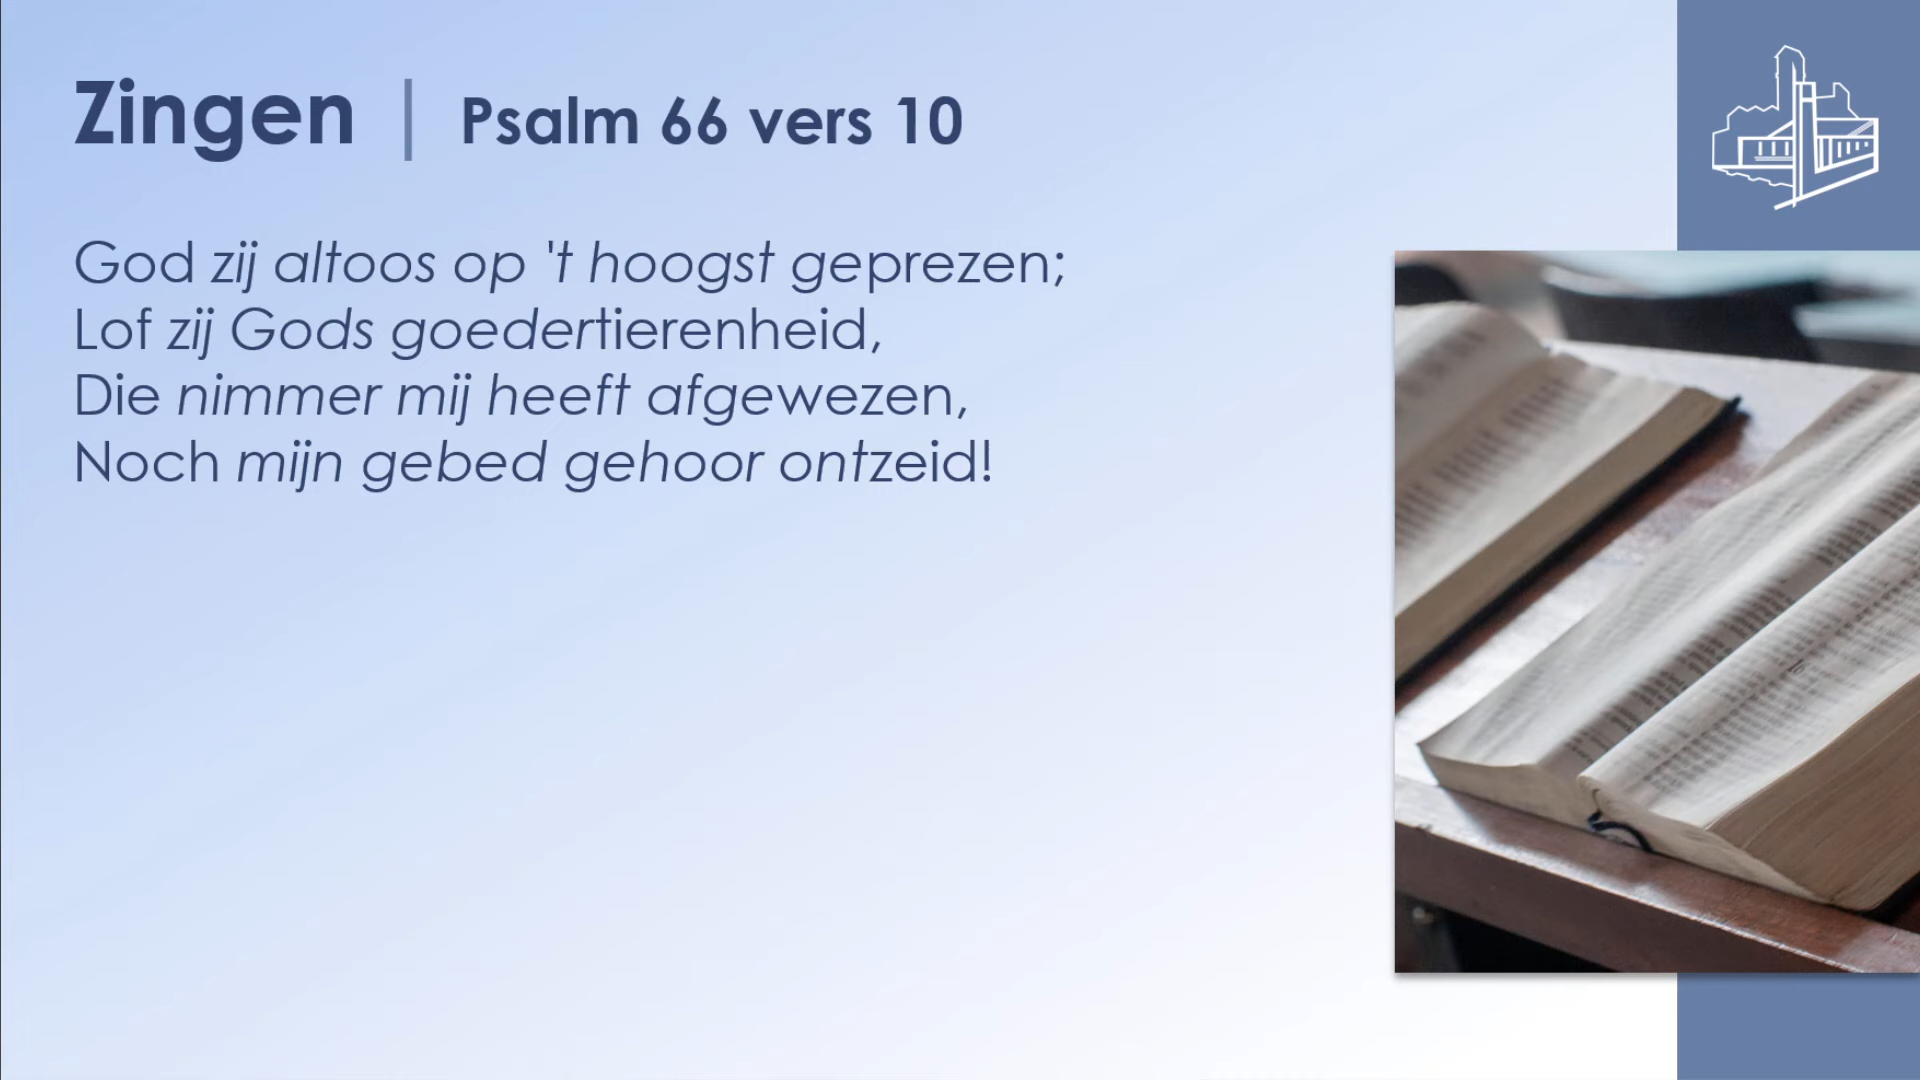 Zingen | Psalm 66 vers 10
God zij altoos op 't hoogst geprezen;
Lof zij Gods goedertierenheid,
Die nimmer mij heeft afgewezen,
Noch mijn gebed gehoor ontzeid!